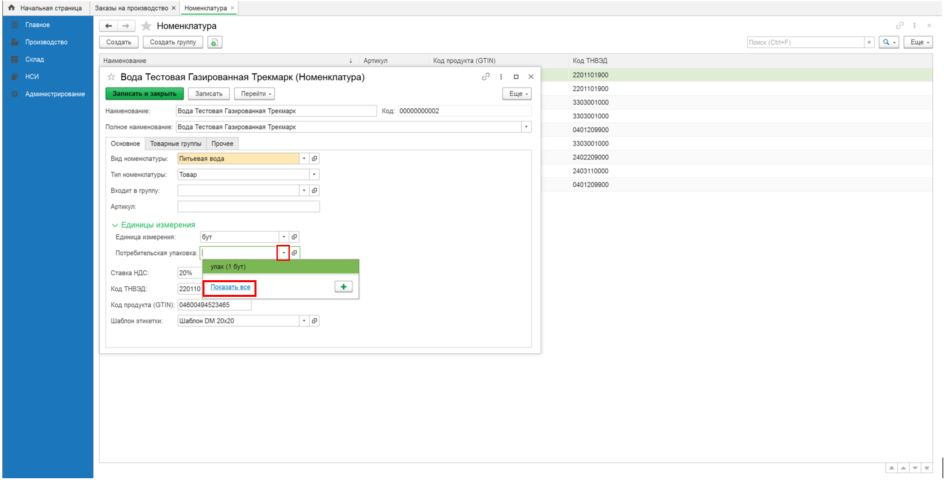 Начальная страница Заказы на производство × Номенклатура ×
Главное
Производство
Склад
НСИ
Администрирование
Номенклатура
Создать Создать группу Поиск (Ctrl+F) × Еще
Наименование ↓ Артикул Код продукта (GTIN) Код ТНВЭД
2201101900
2201101900
3303001000
3303001000
0401209900
3303001000
2402209000
2403110000
0401209900
Вода Тестовая Газированная Трекмарк (Номенклатура)
Записать и закрыть Записать Перейти Еще
Наименование: Вода Тестовая Газированная Трекмарк Код: 00000000002
Полное наименование: Вода Тестовая Газированная Трекмарк
Основное Товарные группы Прочее
Вид номенклатуры: Питьевая вода
Тип номенклатуры: Товар
Входит в группу:
Артикул:
Единицы измерения
Единица измерения: бут
Потребительская упаковка:
упак (1 бут)
Ставка НДС: 20%
Показать все
Код ТНВЭД: 220110
Код продукта (GTIN): 04600494523465
Шаблон этикетки: Шаблон DM 20x20